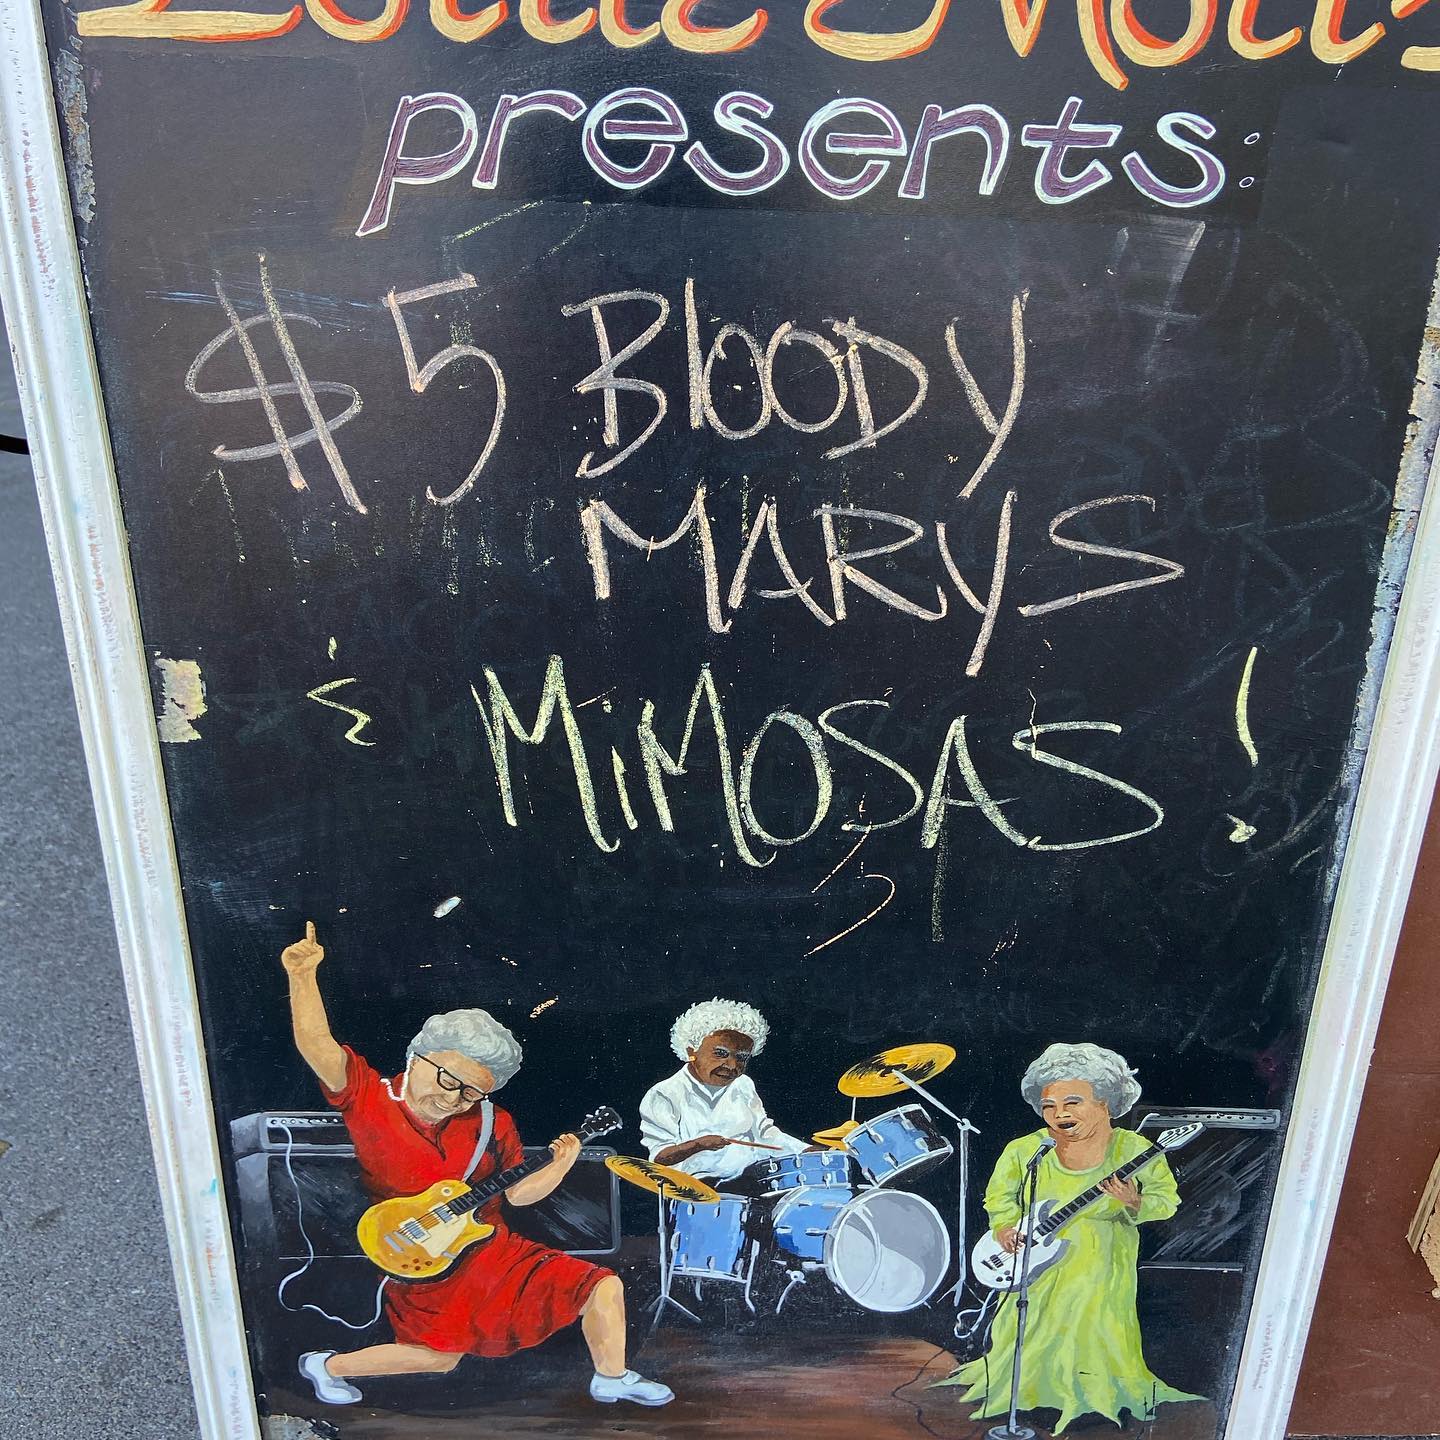 presents:
$5 BlooDy
MARYS
& MiMOSAS!